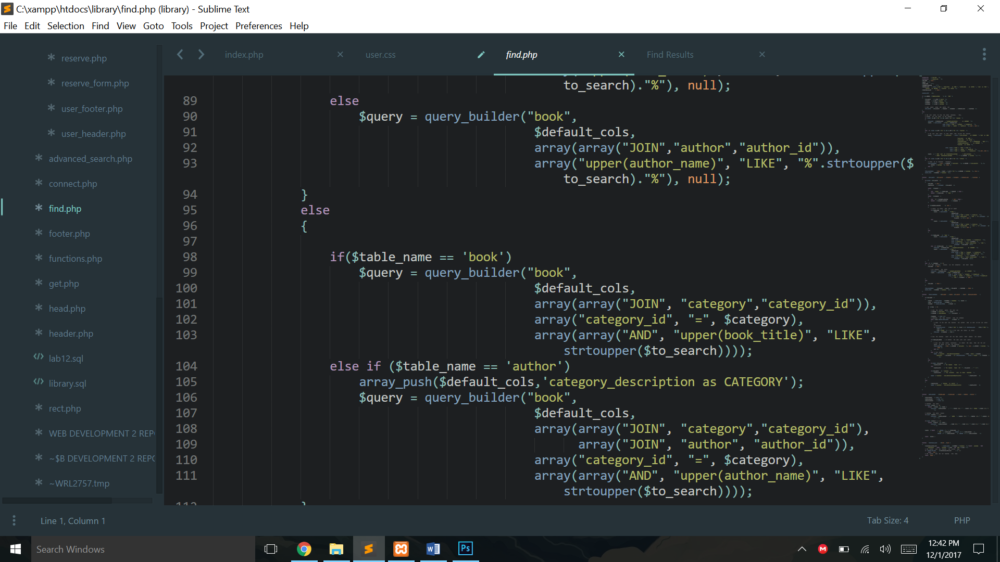 C:\xampp\htdocs\library\find.php (library) - Sublime Text
File Edit Selection Find View Goto Tools Project Preferences Help
reserve.php
reserve_form.php
user_footer.php
user_header.php
advanced_search.php
connect.php
find.php
footer.php
functions.php
get.php
head.php
header.php
lab12.sql
library.sql
rect.php
WEB DEVELOPMENT 2 REP
~$B DEVELOPMENT 2 REP
~WRL2757.tmp
index.php user.css find.php Find Results
to_search)."%"), null);
89 else
90 $query = query_builder("book",
91 $default_cols,
92 array(array("JOIN","author","author_id")),
93 array("upper(author_name)", "LIKE", "%".strtoupper($
to_search)."%"), null);
94 }
95 else
96 {
97
98 if($table_name == 'book')
99 $query = query_builder("book",
100 $default_cols,
101 array(array("JOIN", "category","category_id")),
102 array("category_id", "=", $category),
103 array(array("AND", "upper(book_title)", "LIKE",
strtoupper($to_search))));
104 else if ($table_name == 'author')
105 array_push($default_cols,'category_description as CATEGORY');
106 $query = query_builder("book",
107 $default_cols,
108 array(array("JOIN", "category","category_id"),
109 array("JOIN", "author", "author_id")),
110 array("category_id", "=", $category),
111 array(array("AND", "upper(author_name)", "LIKE",
strtoupper($to_search))));
Line 1, Column 1
Tab Size: 4 PHP
Search Windows
12:42 PM
12/1/2017